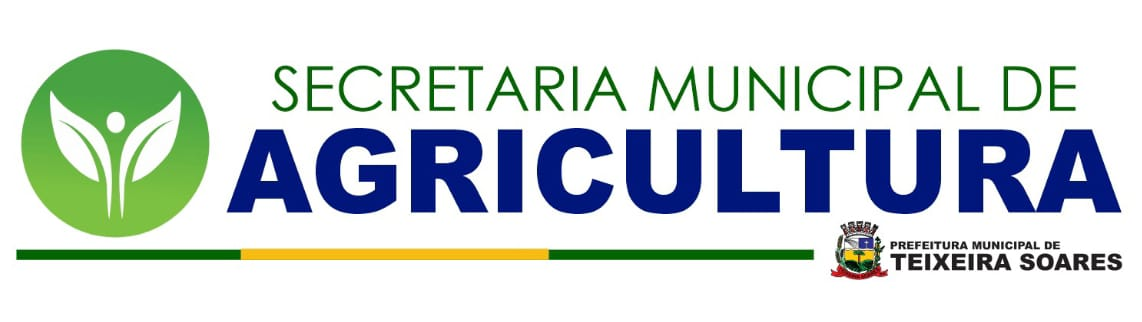 SECRETARIA MUNICIPAL DE
AGRICULTURA
PREFEITURA MUNICIPAL DE
TEIXEIRA SOARES